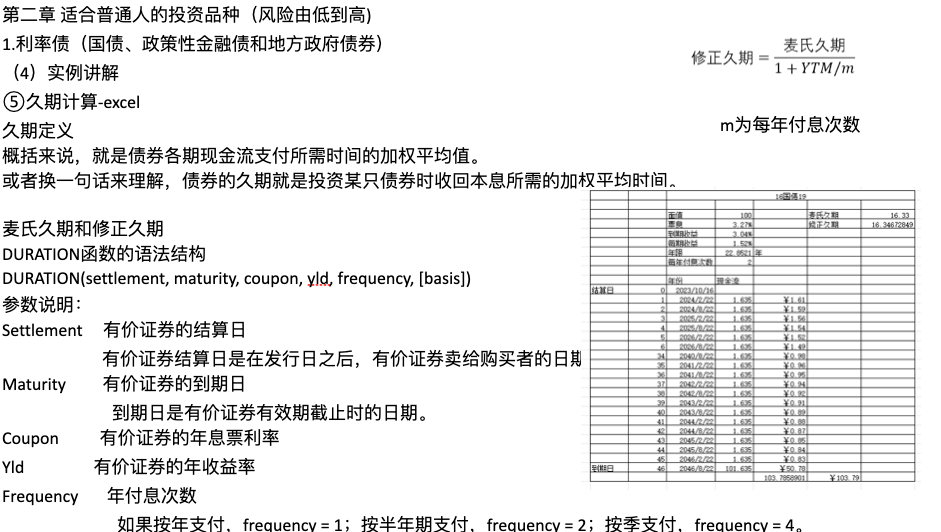 第二章 适合普通人的投资品种（风险由低到高)
1.利率债（国债、政策性金融债和地方政府债券）
（4）实例讲解
⑤久期计算-excel
久期定义
概括来说，就是债券各期现金流支付所需时间的加权平均值。
或者换一句话来理解，债券的久期就是投资某只债券时收回本息所需的加权平均时间。
麦氏久期和修正久期
DURATION函数的语法结构
DURATION(settlement, maturity, coupon, yld, frequency, [basis])
参数说明：
Settlement 有价证券的结算日
有价证券结算日是在发行日之后，有价证券卖给购买者的日期
Maturity 有价证券的到期日
到期日是有价证券有效期截止时的日期。
Coupon 有价证券的年息票利率
Yld 有价证券的年收益率
Frequency 年付息次数
如果按年支付，frequency = 1；按半年期支付，frequency = 2；按季支付，frequency = 4。
修正久期 = 麦氏久期
1 + YTM/m
m为每年付息次数
16国债19
面值 100 麦氏久期 16.33
票息 3.27% 修正久期 16.34672849
到期收益 3.04%
每期收益 1.52%
年限 22.8521 年
每年付息次数 2
年份 现金流
结算日 0 2023/10/16
1 2024/2/22 1.635 ￥1.61
2 2024/8/22 1.635 ￥1.59
3 2025/2/22 1.635 ￥1.56
4 2025/8/22 1.635 ￥1.54
5 2026/2/22 1.635 ￥1.52
6 2026/8/22 1.635 ￥1.49
34 2040/8/22 1.635 ￥0.98
35 2041/2/22 1.635 ￥0.96
36 2041/8/22 1.635 ￥0.95
37 2042/2/22 1.635 ￥0.94
38 2042/8/22 1.635 ￥0.92
39 2043/2/22 1.635 ￥0.91
40 2043/8/22 1.635 ￥0.89
41 2044/2/22 1.635 ￥0.88
42 2044/8/22 1.635 ￥0.87
43 2045/2/22 1.635 ￥0.85
44 2045/8/22 1.635 ￥0.84
45 2046/2/22 1.635 ￥0.83
到期日 46 2046/8/22 101.635 ￥50.78
103.7858901 ￥103.79